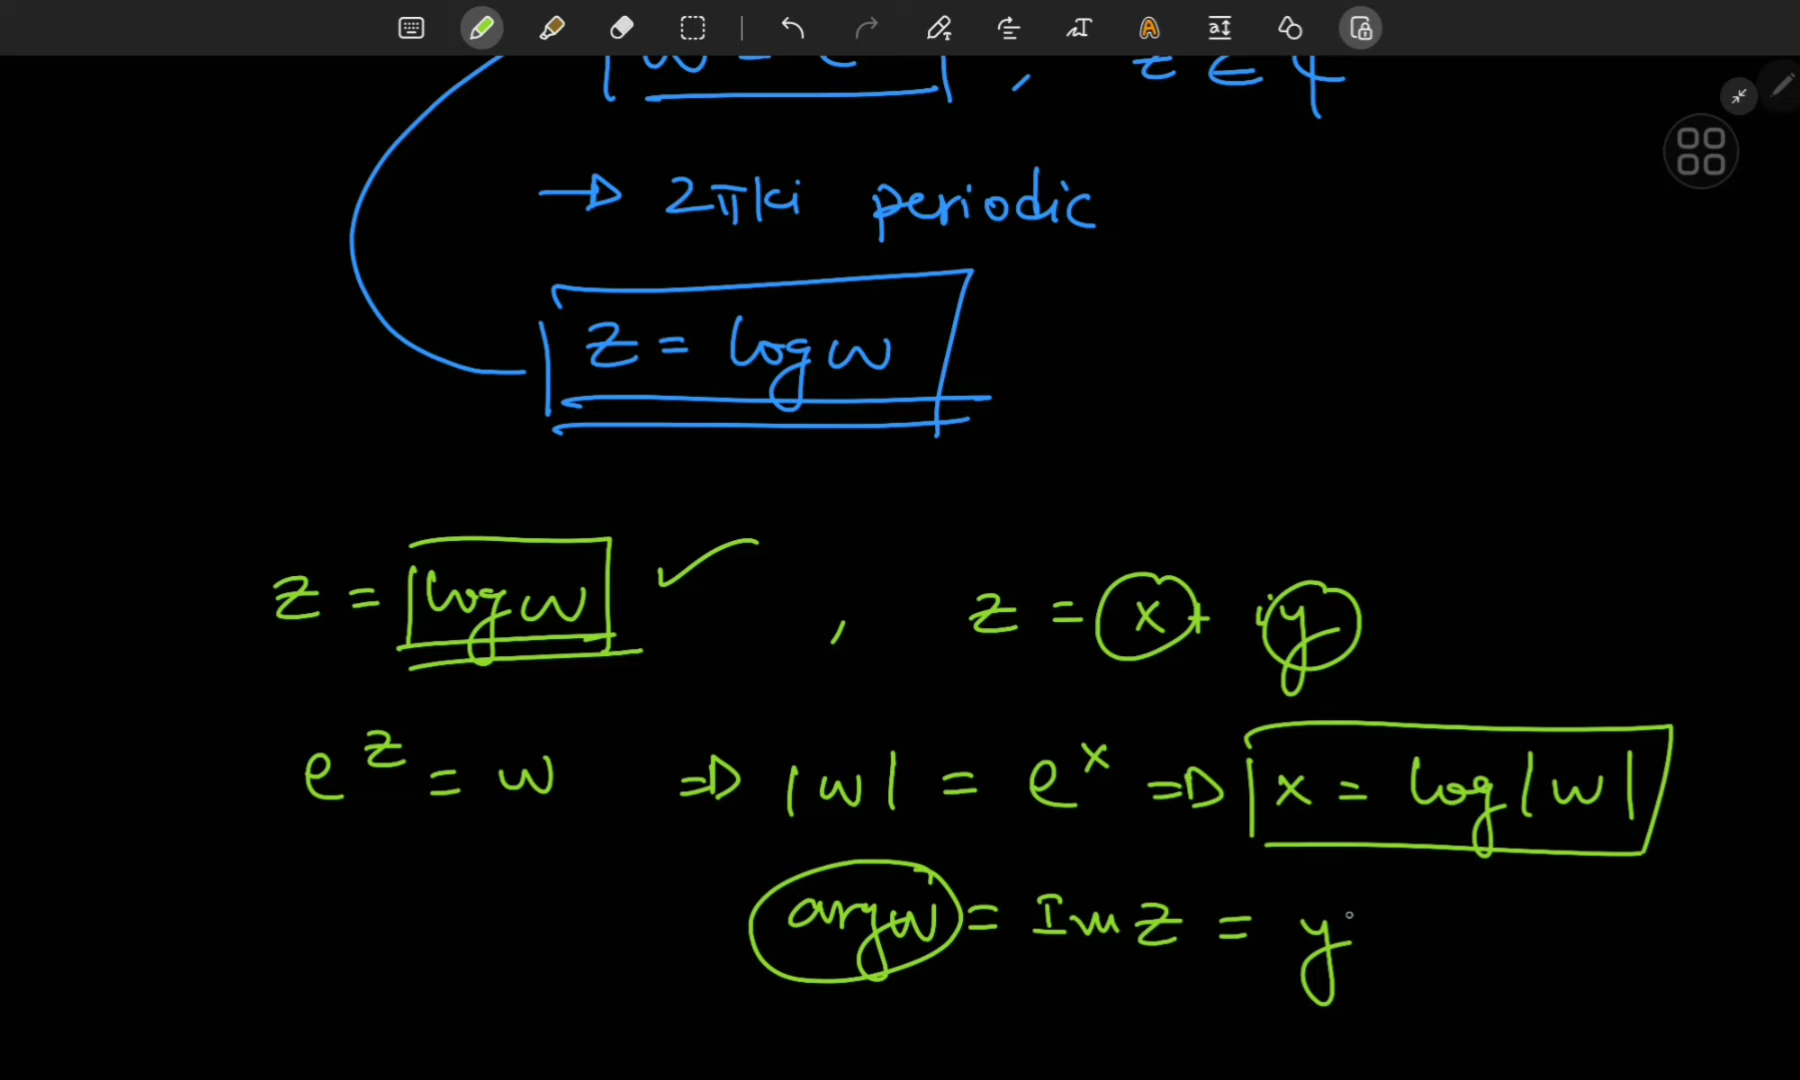 w = e , z ∈ ¢
→ 2πki periodic
z = log w
z = log w ✓ , z = x + iy
e^z = w ⇒ |w| = e^x ⇒ x = log|w|
arg w = Im z = y